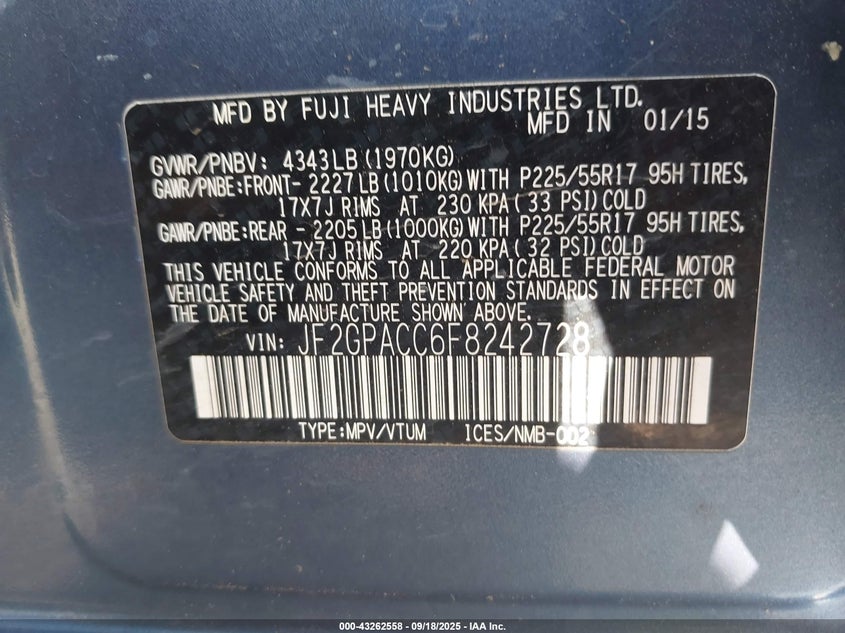 MFD BY FUJI HEAVY INDUSTRIES LTD.
MFD IN 01/15
GVWR/PNBV: 4343LB(1970KG)
GAWR/PNBE:FRONT- 2227LB(1010KG)WITH P225/55R17 95H TIRES,
17X7J RIMS AT 230 KPA(33 PSI)COLD
GAWR/PNBE:REAR - 2205LB(1000KG)WITH P225/55R17 95H TIRES,
17X7J RIMS AT 220 KPA(32 PSI)COLD
THIS VEHICLE CONFORMS TO ALL APPLICABLE FEDERAL MOTOR
VEHICLE SAFETY AND THEFT PREVENTION STANDARDS IN EFFECT ON
THE DATE OF MANUFACTURE SHOWN ABOVE.
VIN: JF2GPACC6F8242728
TYPE:MPV/VTUM ICES/NMB-002
000-43262558 - 09/18/2025 - IAA Inc.